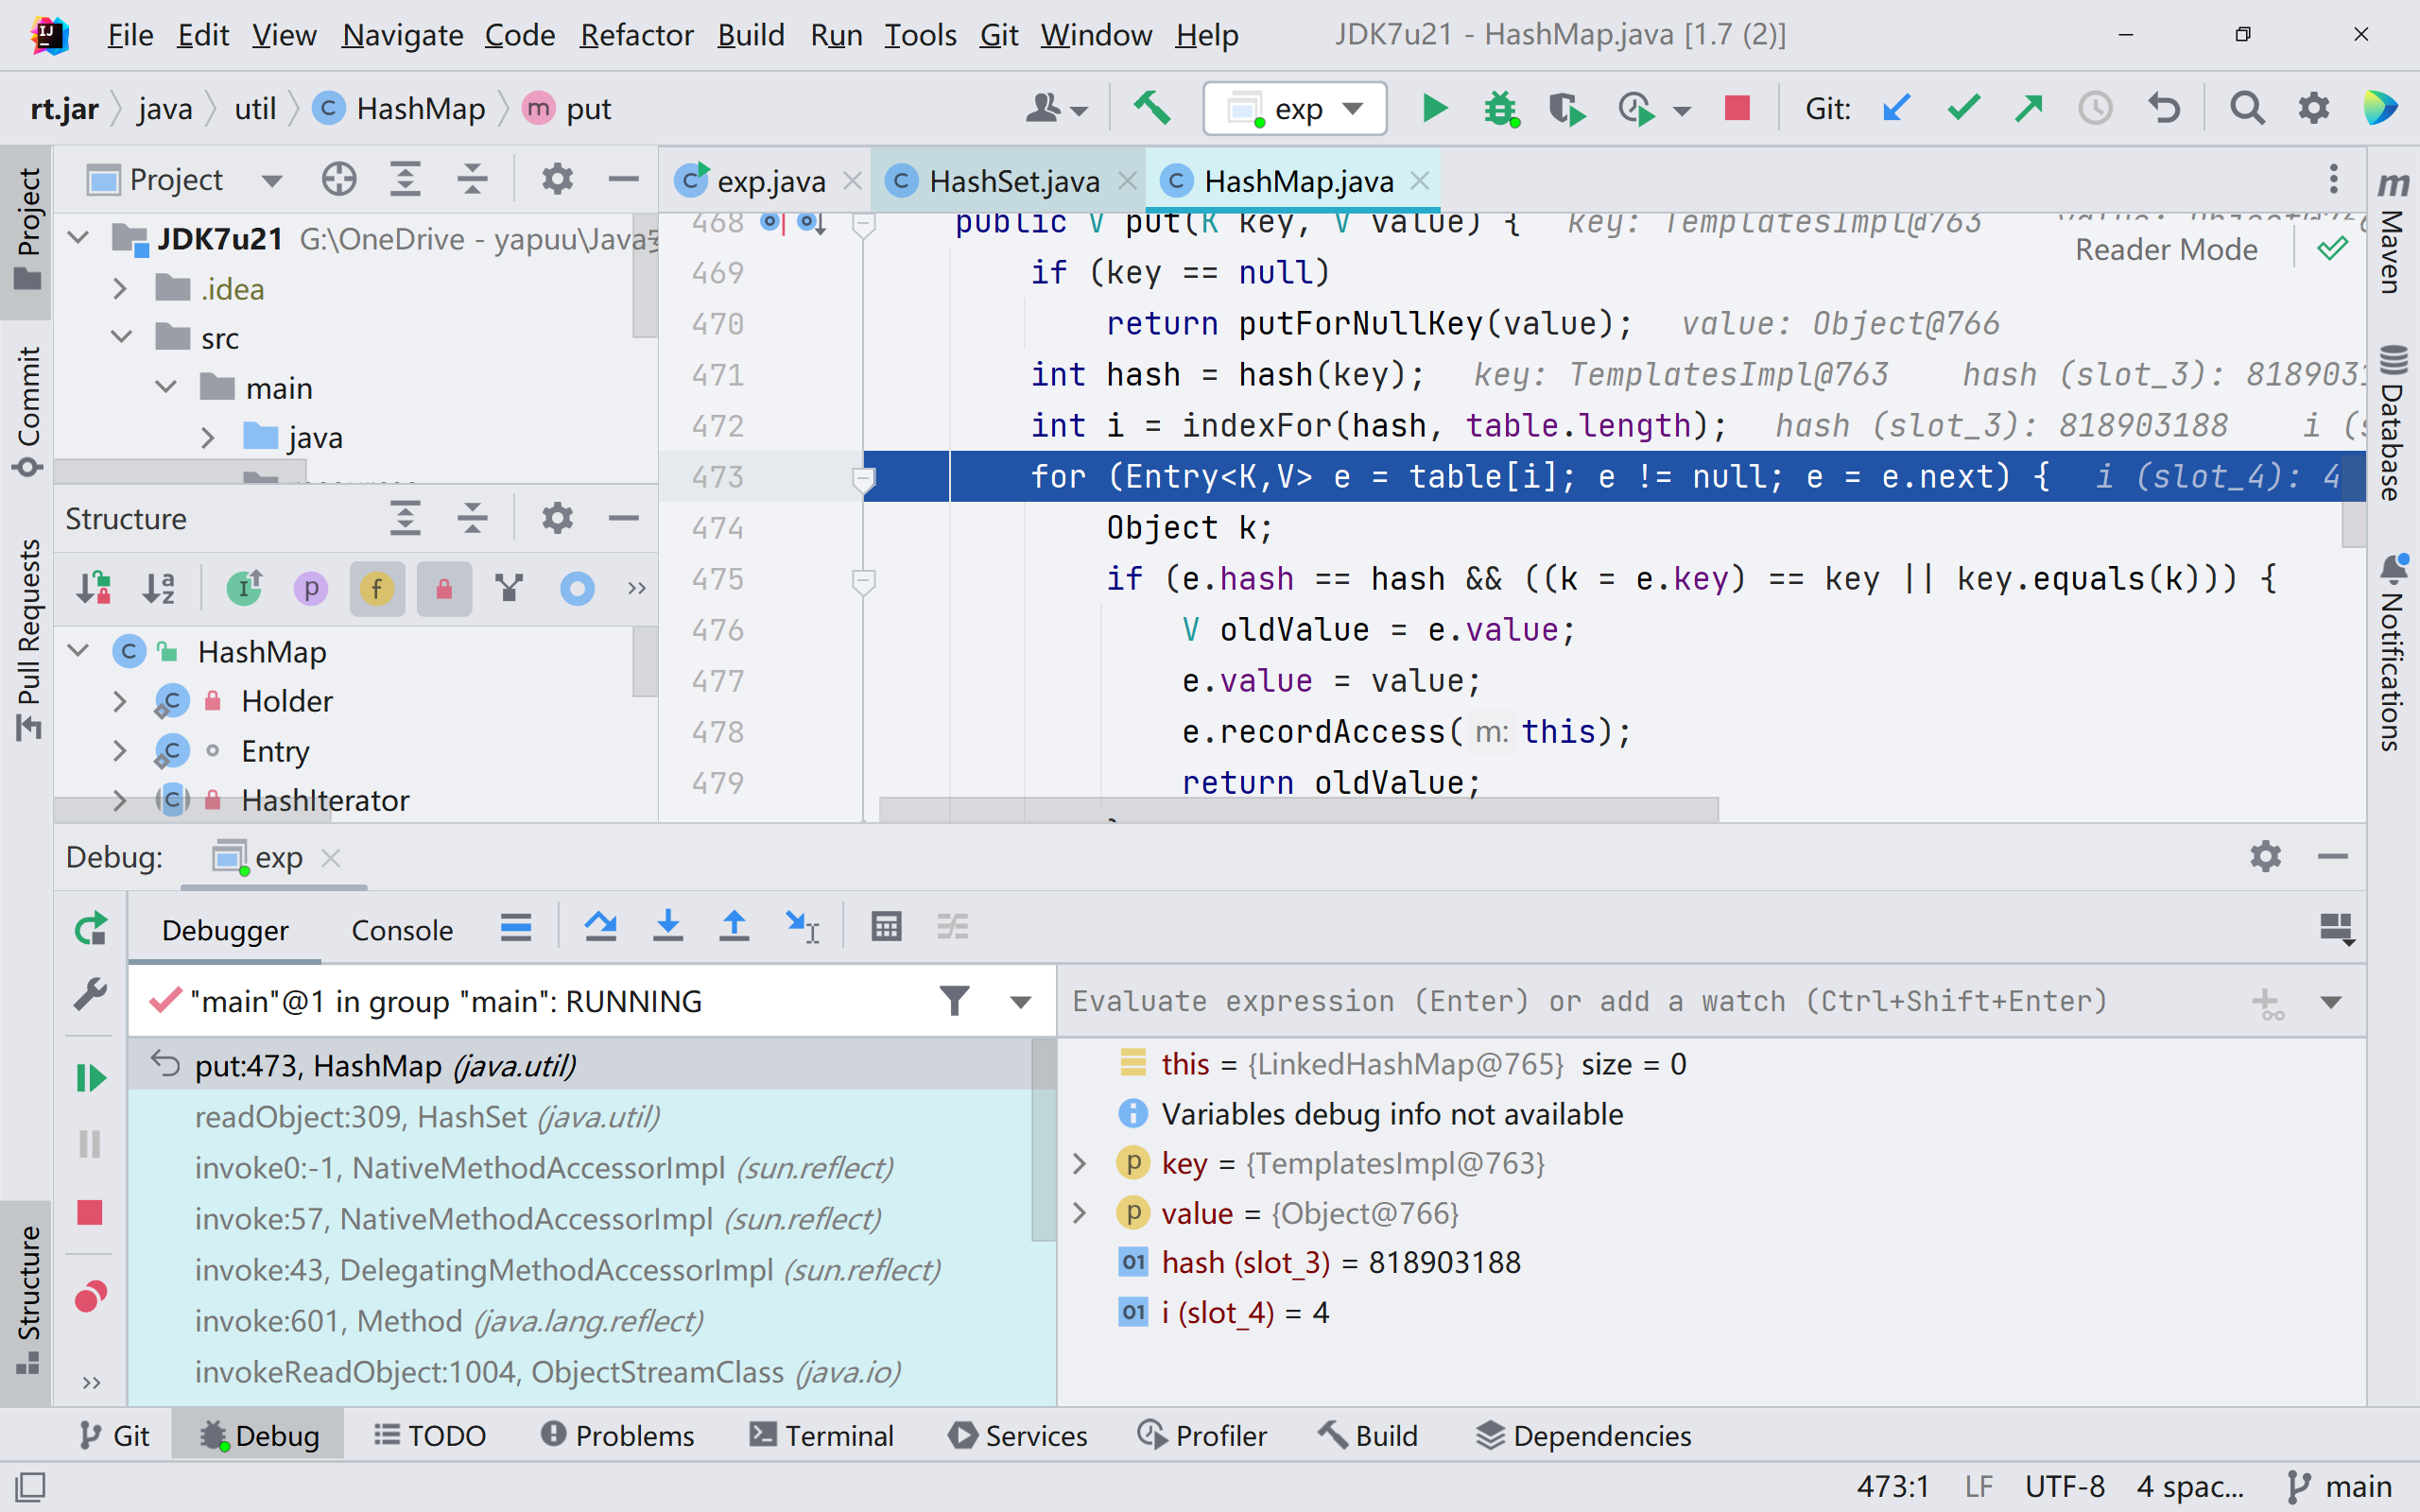 File Edit View Navigate Code Refactor Build Run Tools Git Window Help JDK7u21 - HashMap.java [1.7 (2)]
rt.jar java util HashMap put exp Git:
Project
Commit
Pull Requests
Structure
Project
JDK7u21 G:\OneDrive - yapuu\Java
.idea
src
main
java
Structure
HashMap
Holder
Entry
HashIterator
exp.java HashSet.java HashMap.java
Reader Mode
468 public V put(K key, V value) { key: TemplatesImpl@763 value: Object@766
469 if (key == null)
470 return putForNullKey(value); value: Object@766
471 int hash = hash(key); key: TemplatesImpl@763 hash (slot_3): 818903
472 int i = indexFor(hash, table.length); hash (slot_3): 818903188 i (
473 for (Entry<K,V> e = table[i]; e != null; e = e.next) { i (slot_4): 4
474 Object k;
475 if (e.hash == hash && ((k = e.key) == key || key.equals(k))) {
476 V oldValue = e.value;
477 e.value = value;
478 e.recordAccess( m: this);
479 return oldValue;
Maven
Database
Notifications
Debug: exp
Debugger Console
"main"@1 in group "main": RUNNING
put:473, HashMap (java.util)
readObject:309, HashSet (java.util)
invoke0:-1, NativeMethodAccessorImpl (sun.reflect)
invoke:57, NativeMethodAccessorImpl (sun.reflect)
invoke:43, DelegatingMethodAccessorImpl (sun.reflect)
invoke:601, Method (java.lang.reflect)
invokeReadObject:1004, ObjectStreamClass (java.io)
Evaluate expression (Enter) or add a watch (Ctrl+Shift+Enter)
this = {LinkedHashMap@765} size = 0
Variables debug info not available
key = {TemplatesImpl@763}
value = {Object@766}
hash (slot_3) = 818903188
i (slot_4) = 4
Git Debug TODO Problems Terminal Services Profiler Build Dependencies
473:1 LF UTF-8 4 spac... main